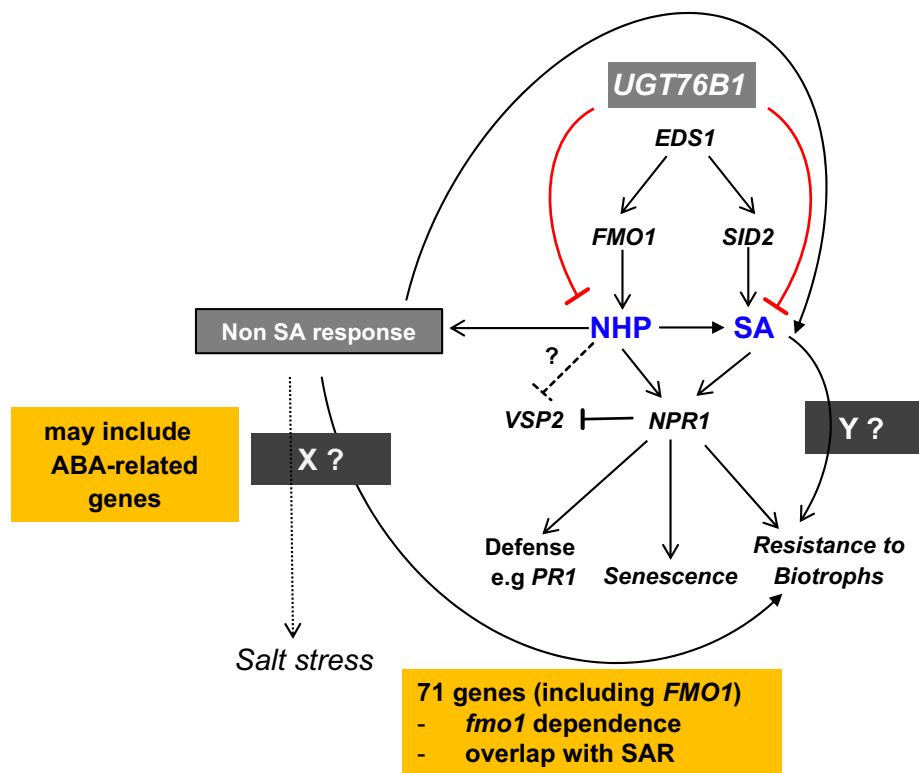 UGT76B1
EDS1
FMO1
SID2
Non SA response
NHP
SA
?
VSP2
NPR1
may include
ABA-related
genes
X ?
Y ?
Defense
e.g PR1
Senescence
Resistance to
Biotrophs
Salt stress
71 genes (including FMO1)
- fmo1 dependence
- overlap with SAR